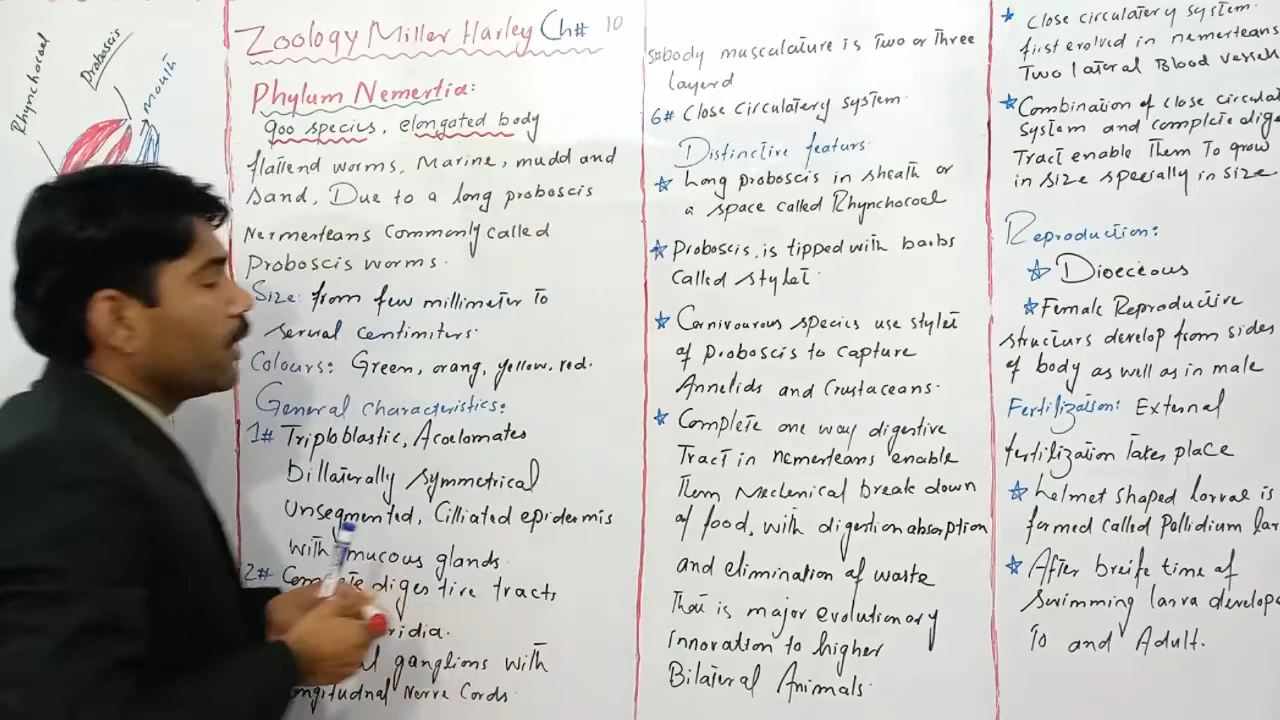 Rhynchocoel
Proboscis
Mouth
Zoology Miller Harley Ch# 10
Phylum Nemertia:
900 species, elongated body
flattend worms, Marine, mudd and
Sand, Due to a long proboscis
Nermerteans Commonly called
Proboscis worms.
Size: from few millimeter to
serval centimiters.
Colours: Green, orang, yellow, red.
General characteristics:
1# Triploblastic, Acoelomates
Billaterally symmetrical
Unsegmented, Cilliated epidermis
with mucous glands.
2# Complete digestive tracts
ridia.
ganglions with
ngitudnal Nerve Cords.
5# body musculature is Two or Three
layerd
6# Close circulatery system.
Distinctive featurs.
☆ Long proboscis in sheath or
a space called Rhynchocoel
☆ Proboscis, is tipped with barbs
called stylet.
☆ Carnivourous species use stylet
of Proboscis to capture
Annelids and Crustaceans.
☆ Complete one way digestive
Tract in nemerteans enable
Them Mechenical break down
of food, with digestion absorption
and elimination of waste
That is major evolutionary
Innovation to higher
Bilateral Animals.
☆ Close circulatery system.
first evolved in nemerteans
Two lateral Blood vessels
☆ Combination of close circulat
system and complete dige
Tract enable Them To grow
in size specially in size
Reproduction:
☆ Dioeceous
☆ Female Reproductive
structurs develop from sides
of body as well as in male
Fertilization: External
fertilization Takes place
☆ helmet shaped larval is
formed called Pallidium lar
☆ After breife time of
swimming larva develop
To and Adult.